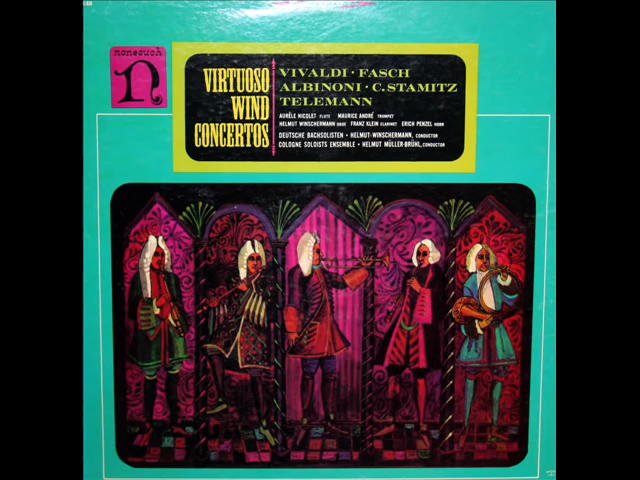 nonesuch
n
VIRTUOSO
WIND
CONCERTOS
VIVALDI · FASCH
ALBINONI · C. STAMITZ
TELEMANN
AURÈLE NICOLET FLUTE MAURICE ANDRÉ TRUMPET
HELMUT WINSCHERMANN OBOE FRANZ KLEIN CLARINET ERICH PENZEL HORN
DEUTSCHE BACHSOLISTEN · HELMUT WINSCHERMANN, CONDUCTOR
COLOGNE SOLOISTS ENSEMBLE · HELMUT MÜLLER-BRÜHL, CONDUCTOR